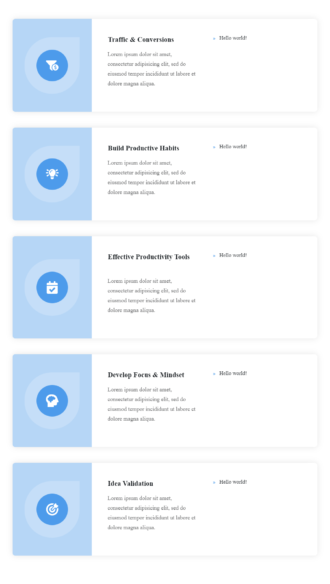 Traffic & Conversions
Hello world!
Lorem ipsum dolor sit amet,
consectetur adipisicing elit, sed do
eiusmod tempor incididunt ut labore et
dolore magna aliqua.
Build Productive Habits
Hello world!
Lorem ipsum dolor sit amet,
consectetur adipisicing elit, sed do
eiusmod tempor incididunt ut labore et
dolore magna aliqua.
Effective Productivity Tools
Hello world!
Lorem ipsum dolor sit amet,
consectetur adipisicing elit, sed do
eiusmod tempor incididunt ut labore et
dolore magna aliqua.
Develop Focus & Mindset
Hello world!
Lorem ipsum dolor sit amet,
consectetur adipisicing elit, sed do
eiusmod tempor incididunt ut labore et
dolore magna aliqua.
Idea Validation
Hello world!
Lorem ipsum dolor sit amet,
consectetur adipisicing elit, sed do
eiusmod tempor incididunt ut labore et
dolore magna aliqua.